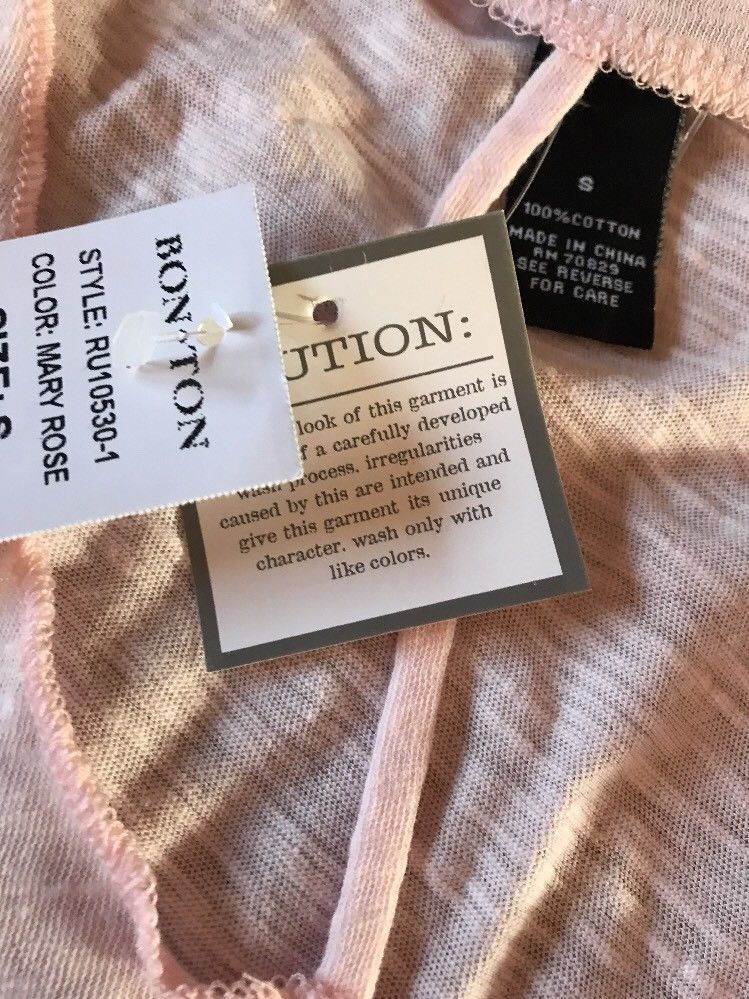 BON TON
STYLE: RU10530-1
COLOR: MARY ROSE
UTION:
look of this garment is
f a carefully developed
wash process. irregularities
caused by this are intended and
give this garment its unique
character. wash only with
like colors.
S
100%COTTON
MADE IN CHINA
RM 70829
SEE REVERSE
FOR CARE